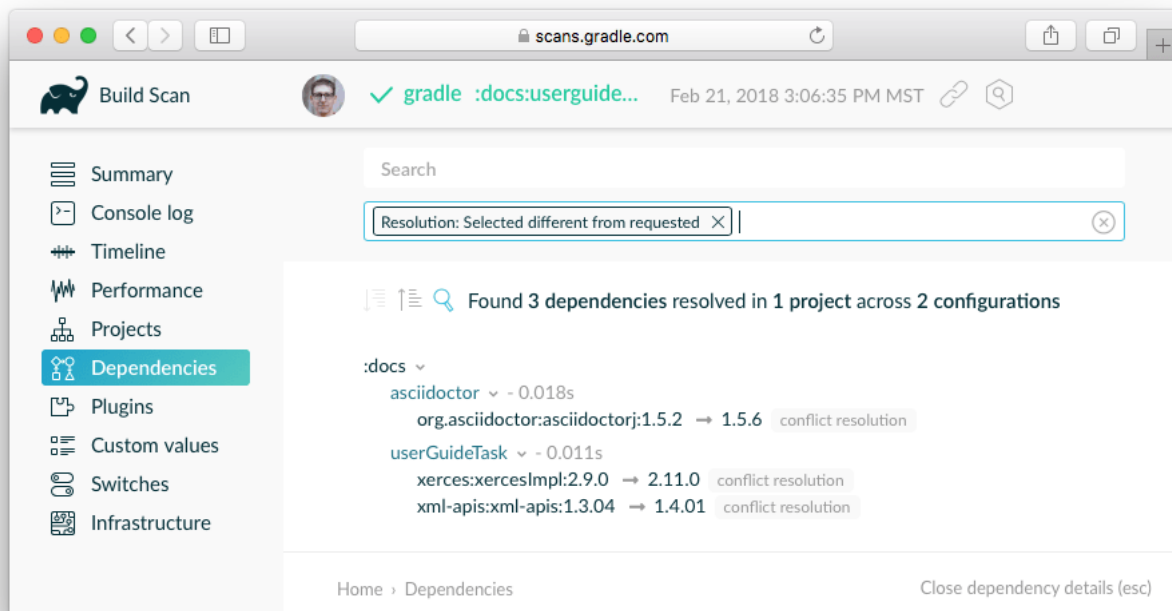 scans.gradle.com
Build Scan
gradle :docs:userguide... Feb 21, 2018 3:06:35 PM MST
Summary
Console log
Timeline
Performance
Projects
Dependencies
Plugins
Custom values
Switches
Infrastructure
Search
Resolution: Selected different from requested
Found 3 dependencies resolved in 1 project across 2 configurations
:docs
asciidoctor - 0.018s
org.asciidoctor:asciidoctorj:1.5.2 → 1.5.6 conflict resolution
userGuideTask - 0.011s
xerces:xercesImpl:2.9.0 → 2.11.0 conflict resolution
xml-apis:xml-apis:1.3.04 → 1.4.01 conflict resolution
Home › Dependencies
Close dependency details (esc)